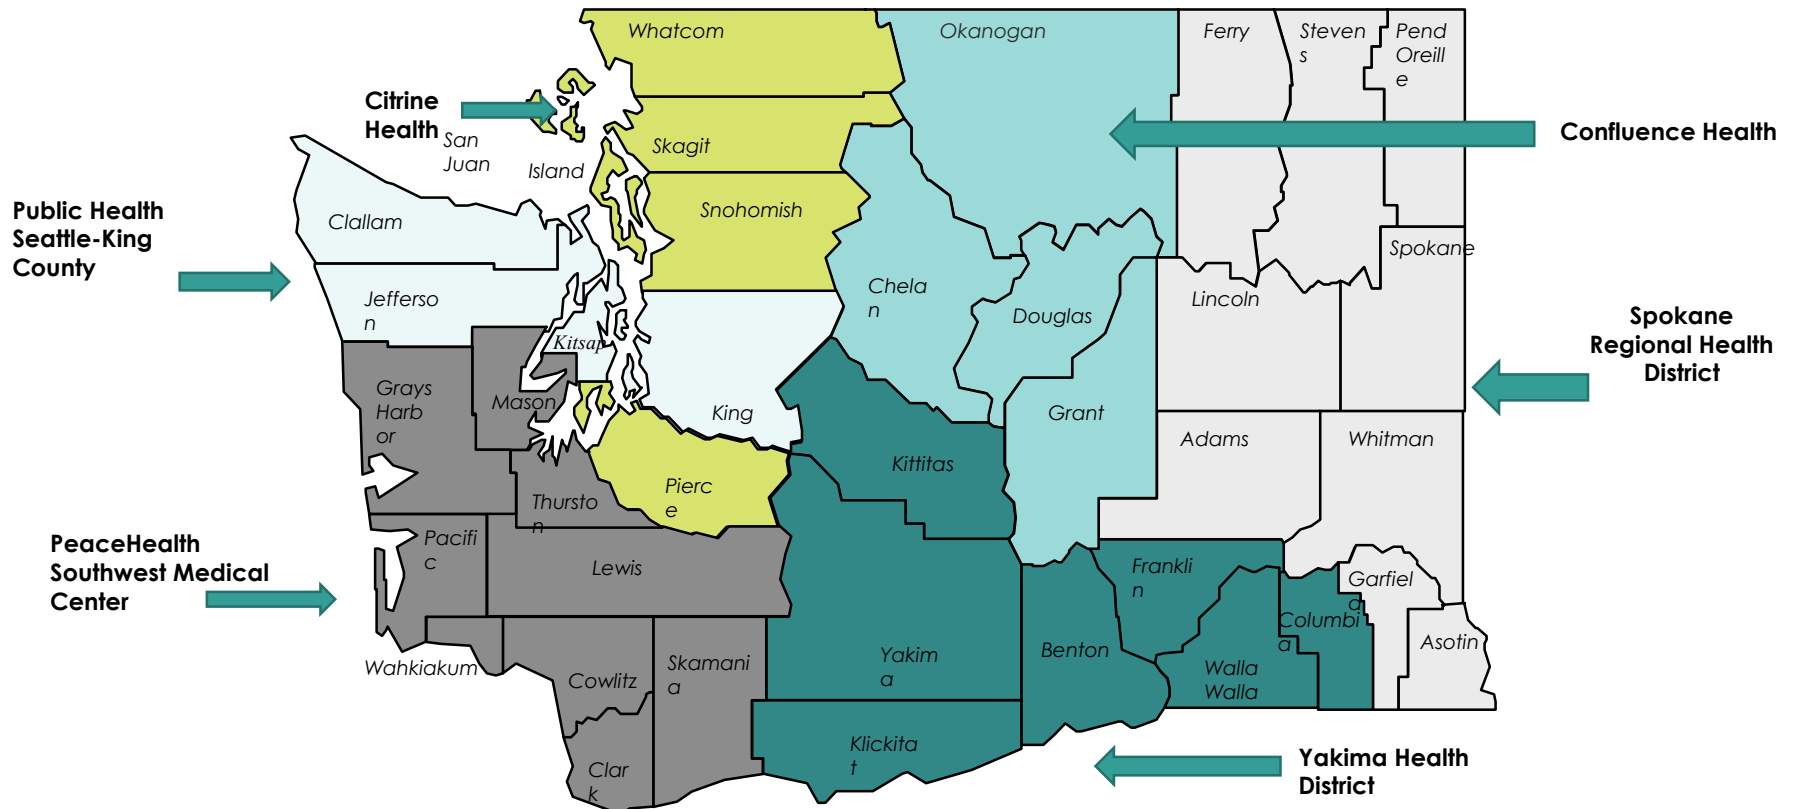 Whatcom
Okanogan
Ferry
Steven
s
Pend
Oreill
e
Citrine
Health
San
Juan
Island
Skagit
Confluence Health
Public Health
Seattle-King
County
Clallam
Snohomish
Spokane
Jefferso
n
Chela
n
Douglas
Lincoln
Spokane
Regional Health
District
Kitsap
Grays
Harb
or
Mason
King
Grant
Adams
Whitman
Kittitas
Pierc
e
Thursto
n
PeaceHealth
Southwest Medical
Center
Pacifi
c
Lewis
Frankli
n
Garfiel
d
Columbi
a
Asotin
Wahkiakum
Cowlitz
Skamani
a
Yakim
a
Benton
Walla
Walla
Klickita
t
Clar
k
Yakima Health
District